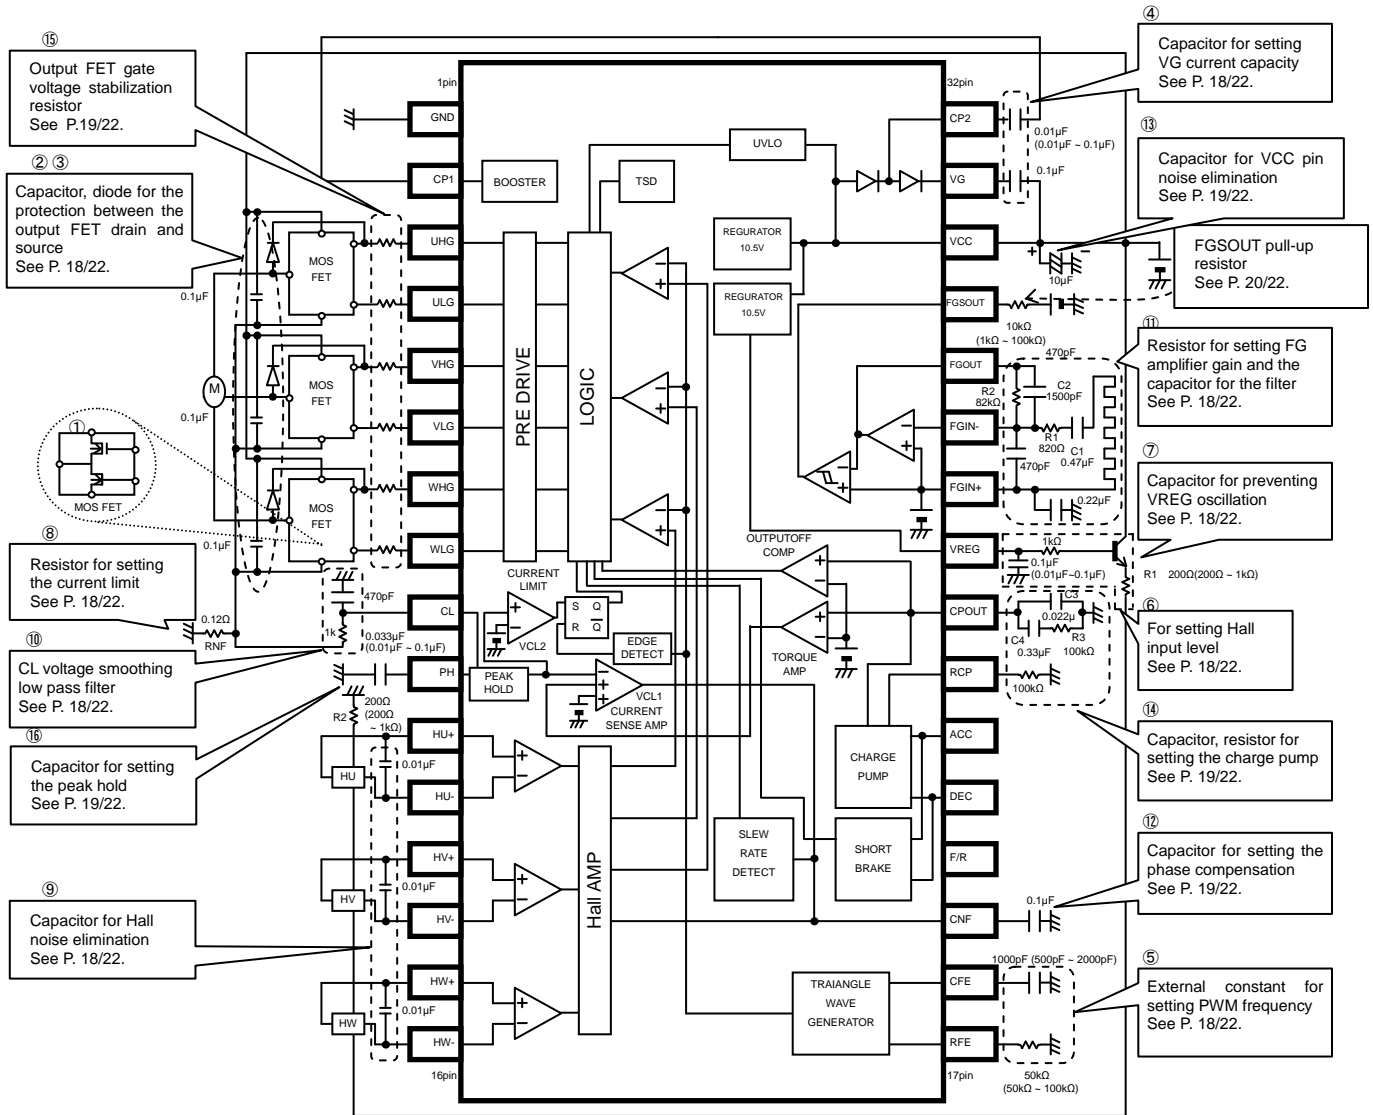 ⑮
Output FET gate
voltage stabilization
resistor
See P.19/22.
② ③
Capacitor, diode for the
protection between the
output FET drain and
source
See P. 18/22.
①
MOS FET
⑧
Resistor for setting
the current limit
See P. 18/22.
⑩
CL voltage smoothing
low pass filter
See P. 18/22.
⑯
Capacitor for setting
the peak hold
See P. 19/22.
⑨
Capacitor for Hall
noise elimination
See P. 18/22.
0.1µF
MOS
FET
M
0.1µF
MOS
FET
0.1µF
MOS
FET
470pF
1k
0.12Ω
RNF
0.033µF
(0.01µF ~ 0.1µF)
200Ω
(200Ω
~ 1kΩ)
R2
HU
0.01µF
HV
0.01µF
HW
0.01µF
1pin
GND
CP1
UHG
ULG
VHG
VLG
WHG
WLG
CL
PH
HU+
HU-
HV+
HV-
HW+
HW-
16pin
BOOSTER
TSD
UVLO
REGURATOR
10.5V
REGURATOR
10.5V
PRE DRIVE
LOGIC
CURRENT
LIMIT
VCL2
S Q
R Q
EDGE
DETECT
PEAK
HOLD
VCL1
CURRENT
SENSE AMP
OUTPUTOFF
COMP
TORQUE
AMP
Hall AMP
CHARGE
PUMP
SLEW
RATE
DETECT
SHORT
BRAKE
TRAIANGLE
WAVE
GENERATOR
32pin
CP2
VG
VCC
FGSOUT
FGOUT
FGIN-
FGIN+
VREG
CPOUT
RCP
ACC
DEC
F/R
CNF
CFE
RFE
17pin
0.01µF
(0.01µF ~ 0.1µF)
0.1µF
+
-
10µF
10kΩ
(1kΩ ~ 100kΩ)
470pF
R2
82kΩ
C2
1500pF
R1
820Ω
C1
0.47µF
470pF
0.22µF
1kΩ
0.1µF
(0.01µF~0.1µF)
R1 200Ω(200Ω ~ 1kΩ)
C3
0.022µ
C4
0.33µF
R3
100kΩ
100kΩ
0.1µF
1000pF (500pF ~ 2000pF)
50kΩ
(50kΩ ~ 100kΩ)
④
Capacitor for setting
VG current capacity
See P. 18/22.
⑬
Capacitor for VCC pin
noise elimination
See P. 19/22.
FGSOUT pull-up
resistor
See P. 20/22.
⑪
Resistor for setting FG
amplifier gain and the
capacitor for the filter
See P. 18/22.
⑦
Capacitor for preventing
VREG oscillation
See P. 18/22.
⑥
For setting Hall
input level
See P. 18/22.
⑭
Capacitor, resistor for
setting the charge pump
See P. 19/22.
⑫
Capacitor for setting the
phase compensation
See P. 19/22.
⑤
External constant for
setting PWM frequency
See P. 18/22.